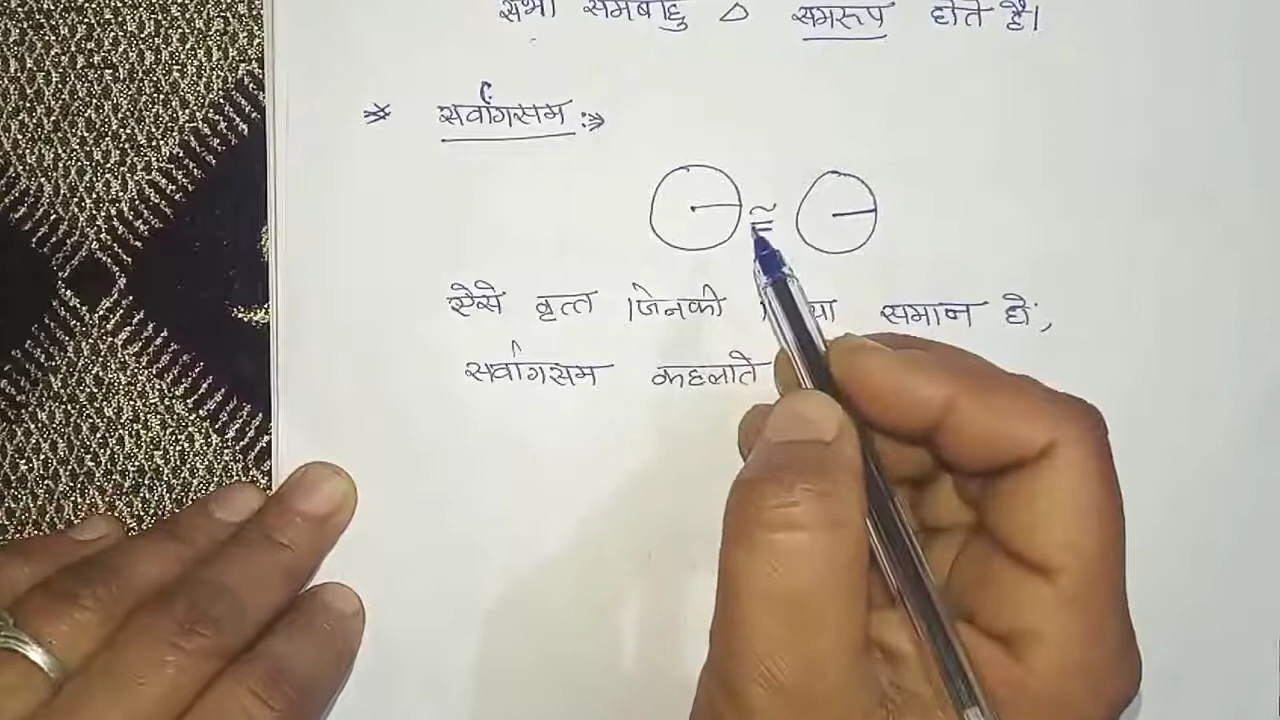 सभी समबाहु △ समरूप होते है।
* सर्वांगसम :⇒
≅
ऐसे वृत्त जिनकी समान हो,
सर्वांगसम कहलाते